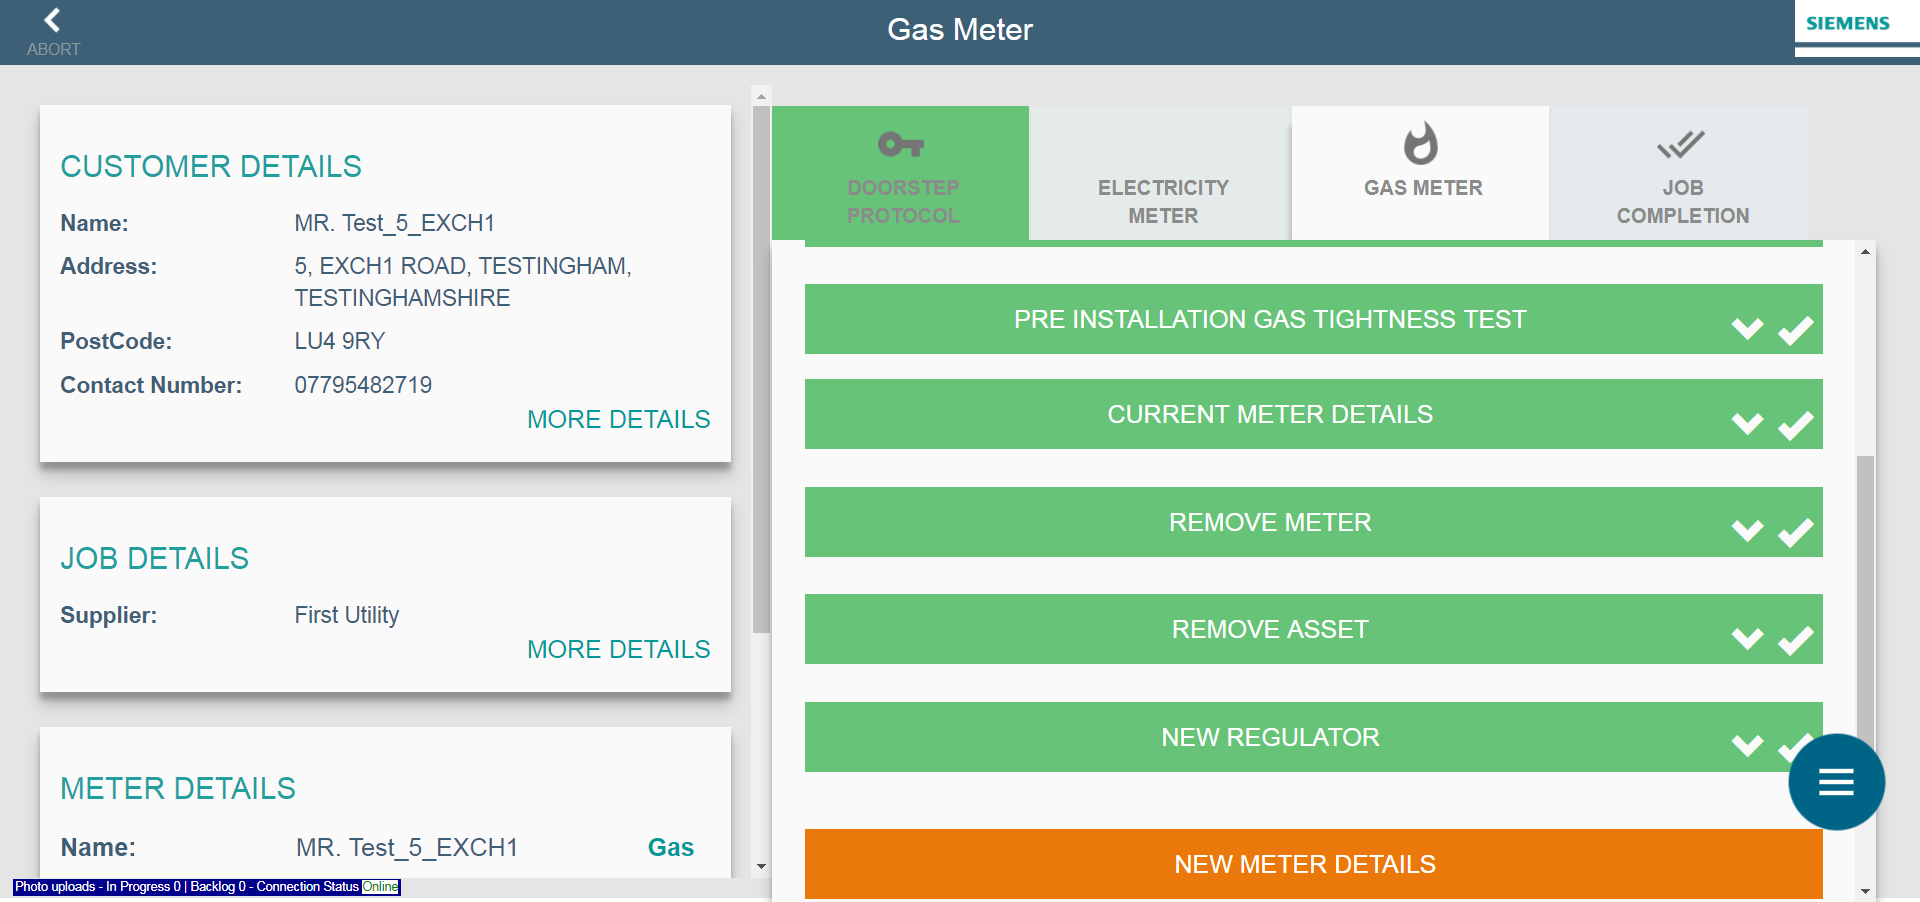 ABORT
Gas Meter
SIEMENS
CUSTOMER DETAILS
Name: MR. Test_5_EXCH1
Address: 5, EXCH1 ROAD, TESTINGHAM,
TESTINGHAMSHIRE
PostCode: LU4 9RY
Contact Number: 07795482719
MORE DETAILS
JOB DETAILS
Supplier: First Utility
MORE DETAILS
METER DETAILS
Name: MR. Test_5_EXCH1 Gas
Photo uploads - In Progress 0 | Backlog 0 - Connection Status Online
DOORSTEP
PROTOCOL
ELECTRICITY
METER
GAS METER
JOB
COMPLETION
PRE INSTALLATION GAS TIGHTNESS TEST
CURRENT METER DETAILS
REMOVE METER
REMOVE ASSET
NEW REGULATOR
NEW METER DETAILS